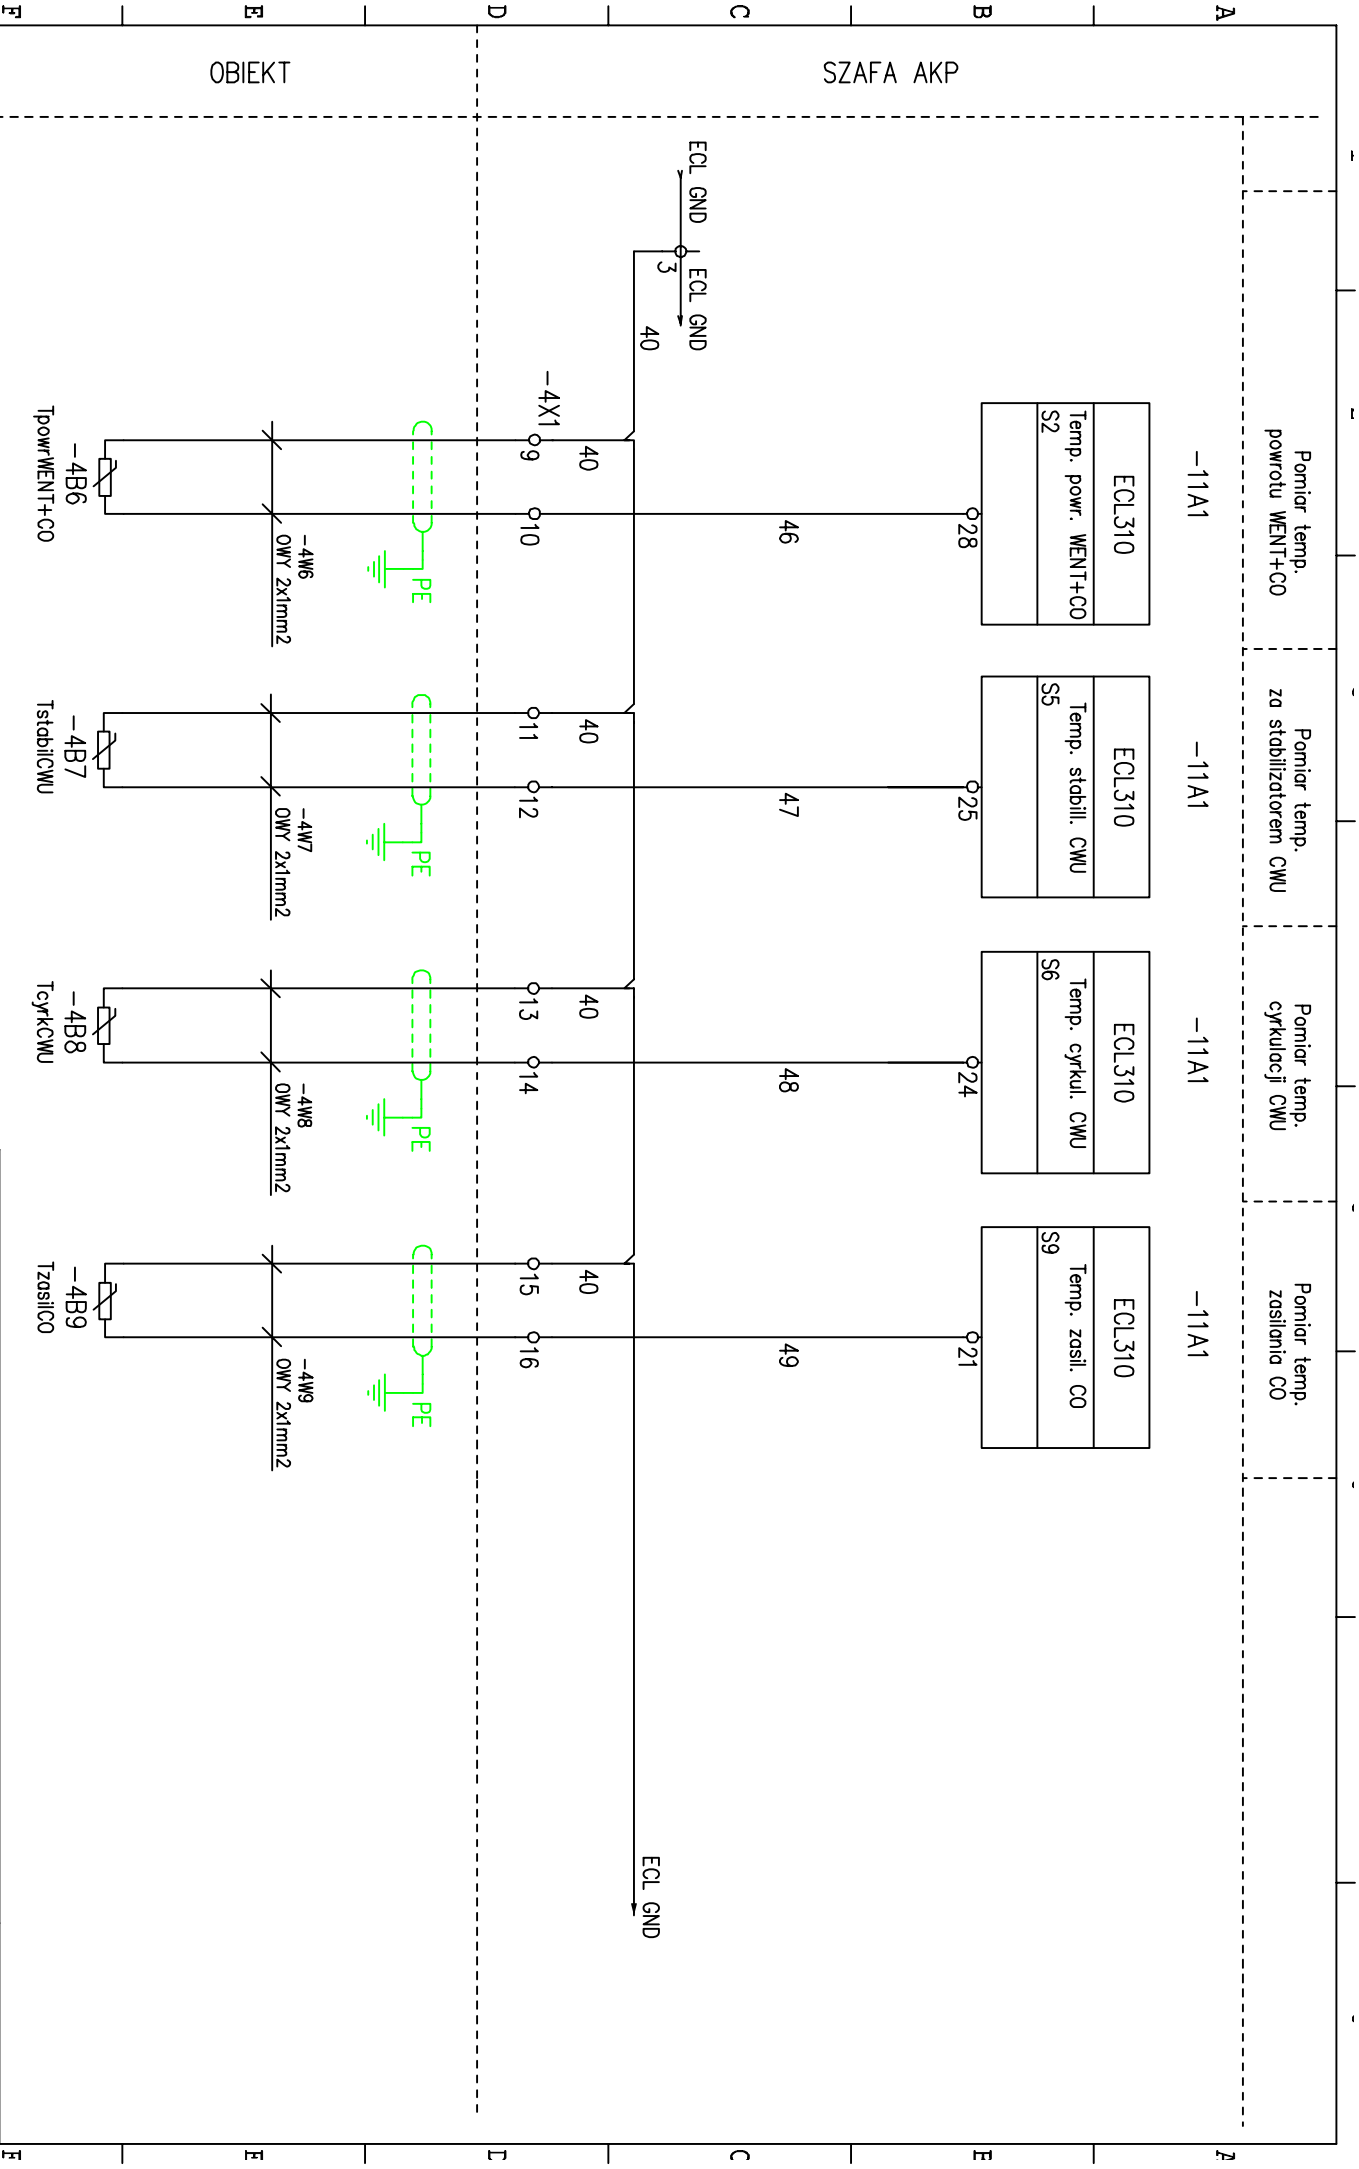 Pomiar temp.
powrotu WENT+CO
Pomiar temp.
za stabilizatorem CWU
Pomiar temp.
cyrkulacji CWU
Pomiar temp.
zasilania CO
A
B
C
D
E
F
SZAFA AKP
OBIEKT
-11A1
ECL310
Temp. powr. WENT+CO
S2
28
-11A1
ECL310
Temp. stabil. CWU
S5
25
-11A1
ECL310
Temp. cyrkul. CWU
S6
24
-11A1
ECL310
Temp. zasil. CO
S9
21
46
47
48
49
ECL GND
ECL GND
3
40
ECL GND
40
40
40
40
-4X1
9
10
11
12
13
14
15
16
PE
PE
PE
PE
-4W6
OWY 2x1mm2
-4W7
OWY 2x1mm2
-4W8
OWY 2x1mm2
-4W9
OWY 2x1mm2
-4B6
TpowrWENT+CO
-4B7
TstabilCWU
-4B8
TcyrkCWU
-4B9
TzasilCO
A
B
C
D
E
F